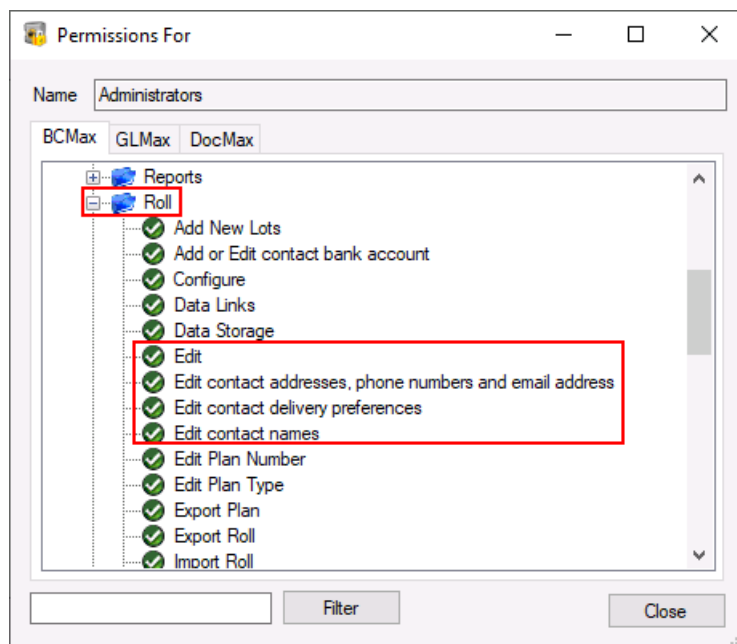 Permissions For
Name Administrators
BCMax GLMax DocMax
Reports
Roll
Add New Lots
Add or Edit contact bank account
Configure
Data Links
Data Storage
Edit
Edit contact addresses, phone numbers and email address
Edit contact delivery preferences
Edit contact names
Edit Plan Number
Edit Plan Type
Export Plan
Export Roll
Import Roll
Filter Close